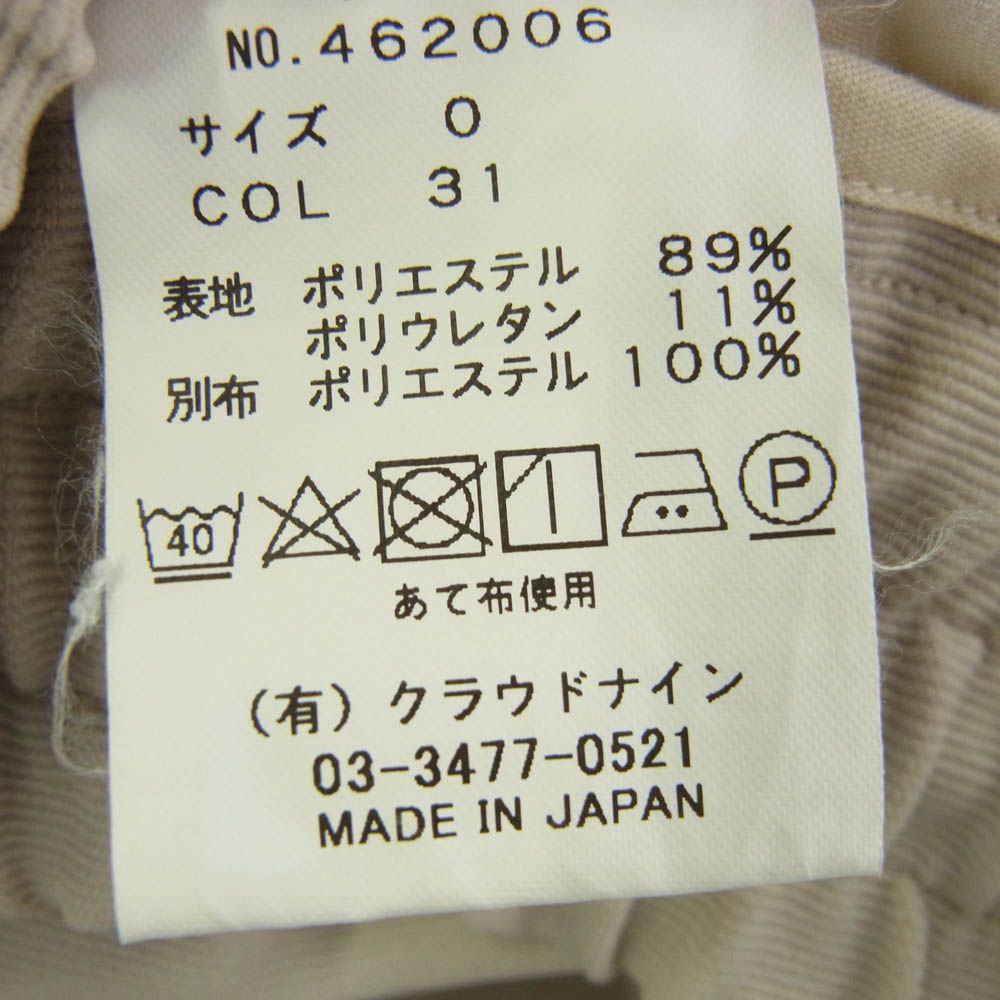 NO.462006
サイズ 0
COL 31
表地 ポリエステル 89%
ポリウレタン 11%
別布 ポリエステル 100%
40 P
あて布使用
(有)クラウドナイン
03-3477-0521
MADE IN JAPAN